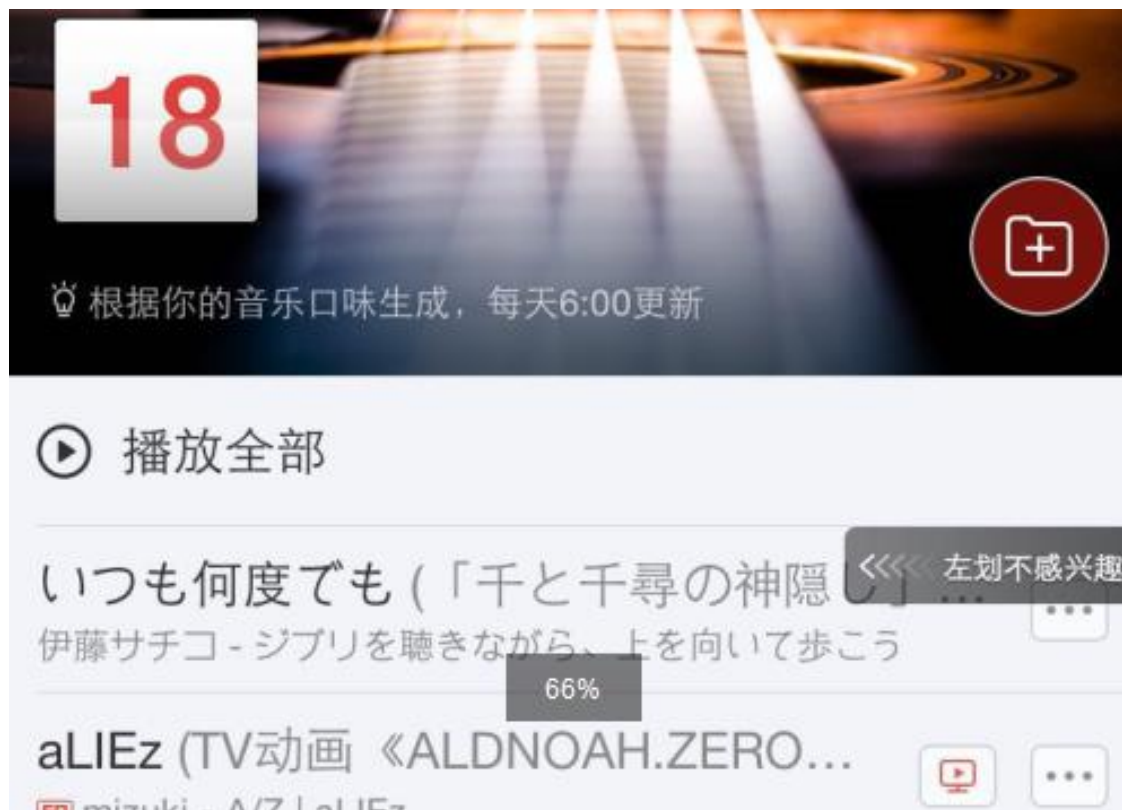 18
根据你的音乐口味生成，每天6:00更新
播放全部
いつも何度でも (「千と千尋の神隠し」...
左划不感兴趣
伊藤サチコ - ジブリを聴きながら、上を向いて歩こう
66%
aLIEz (TV动画《ALDNOAH.ZERO...
mizuki - A/Z | aLIEz